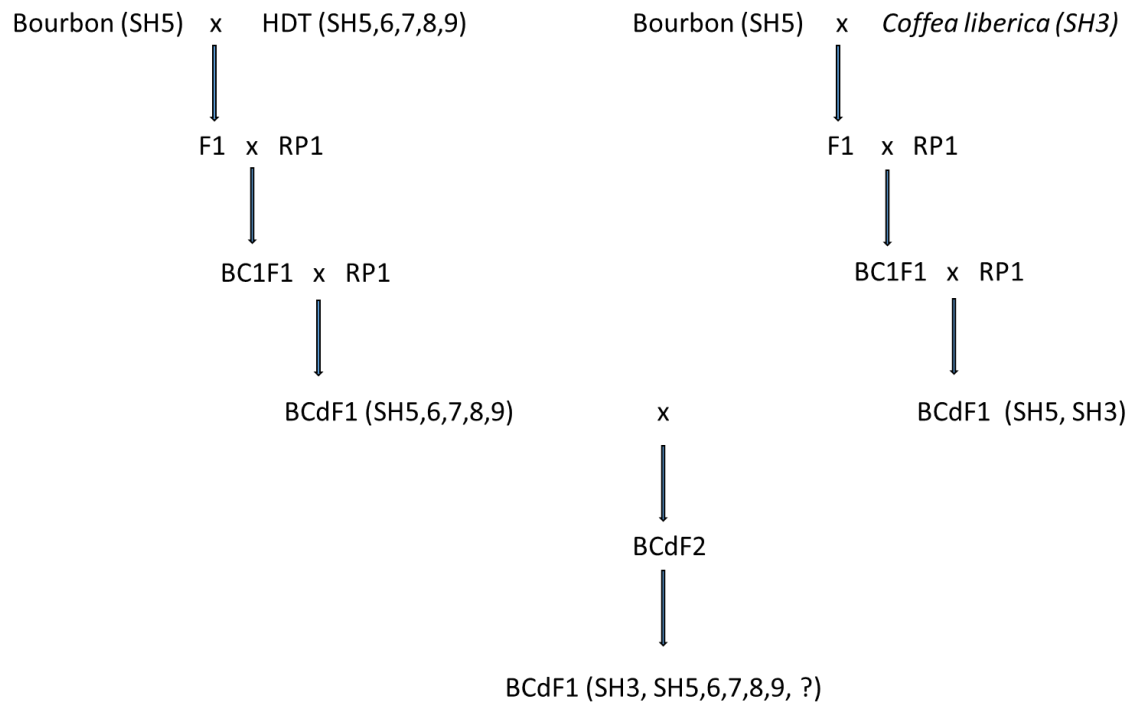 Bourbon (SH5) x HDT (SH5,6,7,8,9) Bourbon (SH5) x Coffea liberica (SH3)
F1 x RP1 F1 x RP1
BC1F1 x RP1 BC1F1 x RP1
BCdF1 (SH5,6,7,8,9) x BCdF1 (SH5, SH3)
BCdF2
BCdF1 (SH3, SH5,6,7,8,9, ?)